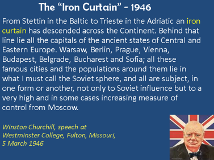 The "Iron Curtain" – 1946
From Stettin in the Baltic to Trieste in the Adriatic an iron
curtain has descended across the Continent. Behind that
line lie all the capitals of the ancient states of Central and
Eastern Europe. Warsaw, Berlin, Prague, Vienna,
Budapest, Belgrade, Bucharest and Sofia; all these
famous cities and the populations around them lie in
what I must call the Soviet sphere, and all are subject, in
one form or another, not only to Soviet influence but to a
very high and in some cases increasing measure of
control from Moscow.
Winston Churchill, speech at
Westminster College, Fulton, Missouri,
5 March 1946